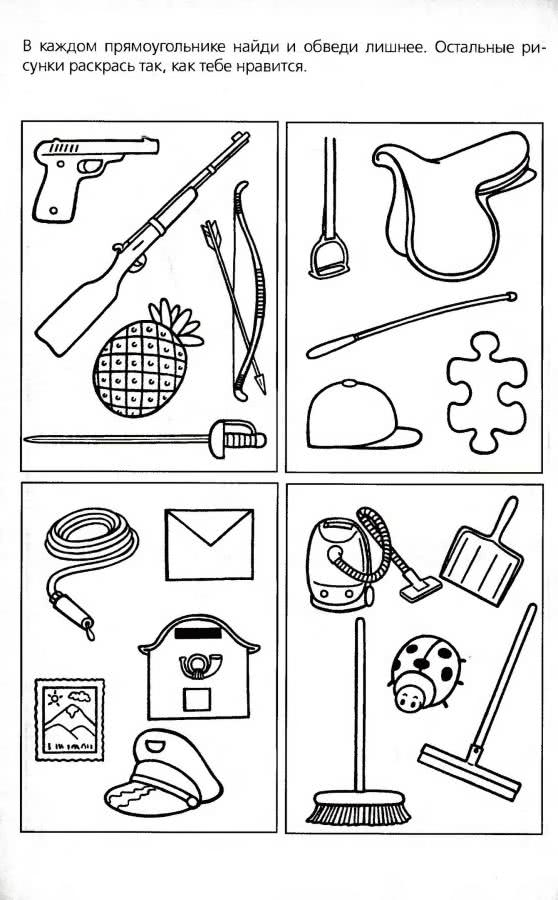 В каждом прямоугольнике найди и обведи лишнее. Остальные ри-
сунки раскрась так, как тебе нравится.